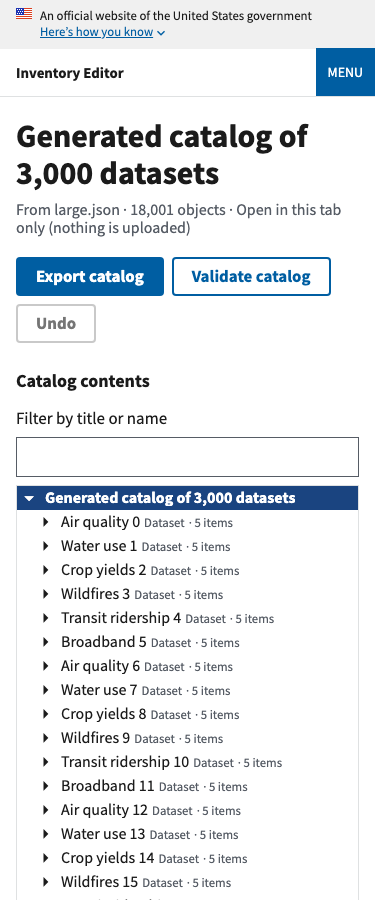 An official website of the United States government
Here's how you know
Inventory Editor
MENU
Generated catalog of
3,000 datasets
From large.json · 18,001 objects · Open in this tab
only (nothing is uploaded)
Export catalog
Validate catalog
Undo
Catalog contents
Filter by title or name
Generated catalog of 3,000 datasets
Air quality 0 Dataset · 5 items
Water use 1 Dataset · 5 items
Crop yields 2 Dataset · 5 items
Wildfires 3 Dataset · 5 items
Transit ridership 4 Dataset · 5 items
Broadband 5 Dataset · 5 items
Air quality 6 Dataset · 5 items
Water use 7 Dataset · 5 items
Crop yields 8 Dataset · 5 items
Wildfires 9 Dataset · 5 items
Transit ridership 10 Dataset · 5 items
Broadband 11 Dataset · 5 items
Air quality 12 Dataset · 5 items
Water use 13 Dataset · 5 items
Crop yields 14 Dataset · 5 items
Wildfires 15 Dataset · 5 items